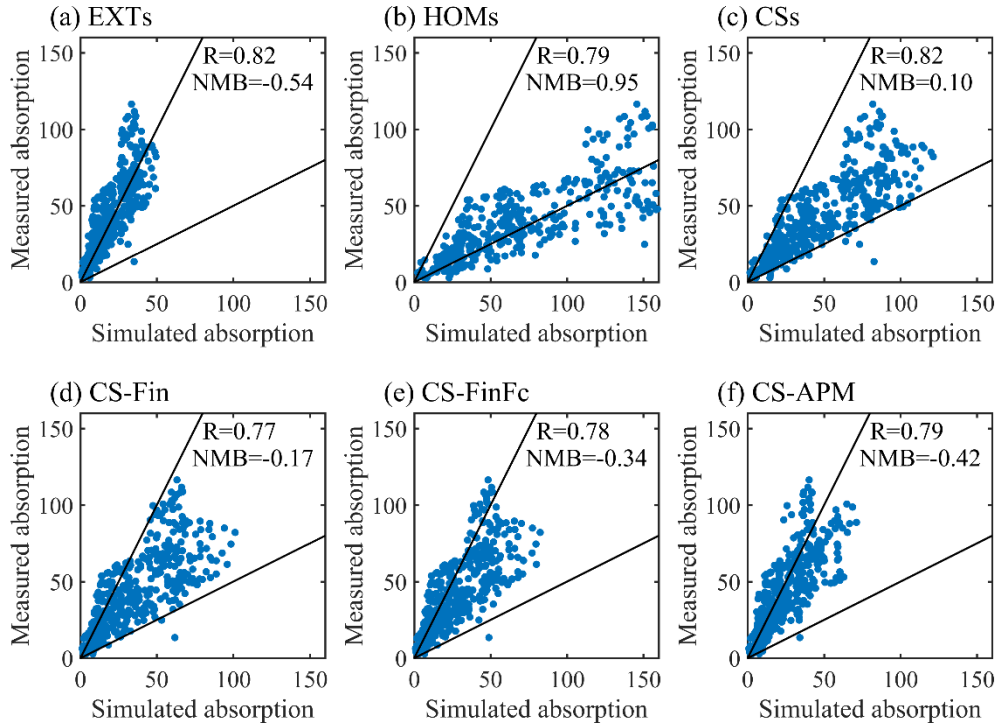 (a) EXTs
R=0.82
NMB=-0.54
150
100
50
0
0 50 100 150
Measured absorption
Simulated absorption
(b) HOMs
R=0.79
NMB=0.95
150
100
50
0
0 50 100 150
Measured absorption
Simulated absorption
(c) CSs
R=0.82
NMB=0.10
150
100
50
0
0 50 100 150
Measured absorption
Simulated absorption
(d) CS-Fin
R=0.77
NMB=-0.17
150
100
50
0
0 50 100 150
Measured absorption
Simulated absorption
(e) CS-FinFc
R=0.78
NMB=-0.34
150
100
50
0
0 50 100 150
Measured absorption
Simulated absorption
(f) CS-APM
R=0.79
NMB=-0.42
150
100
50
0
0 50 100 150
Measured absorption
Simulated absorption